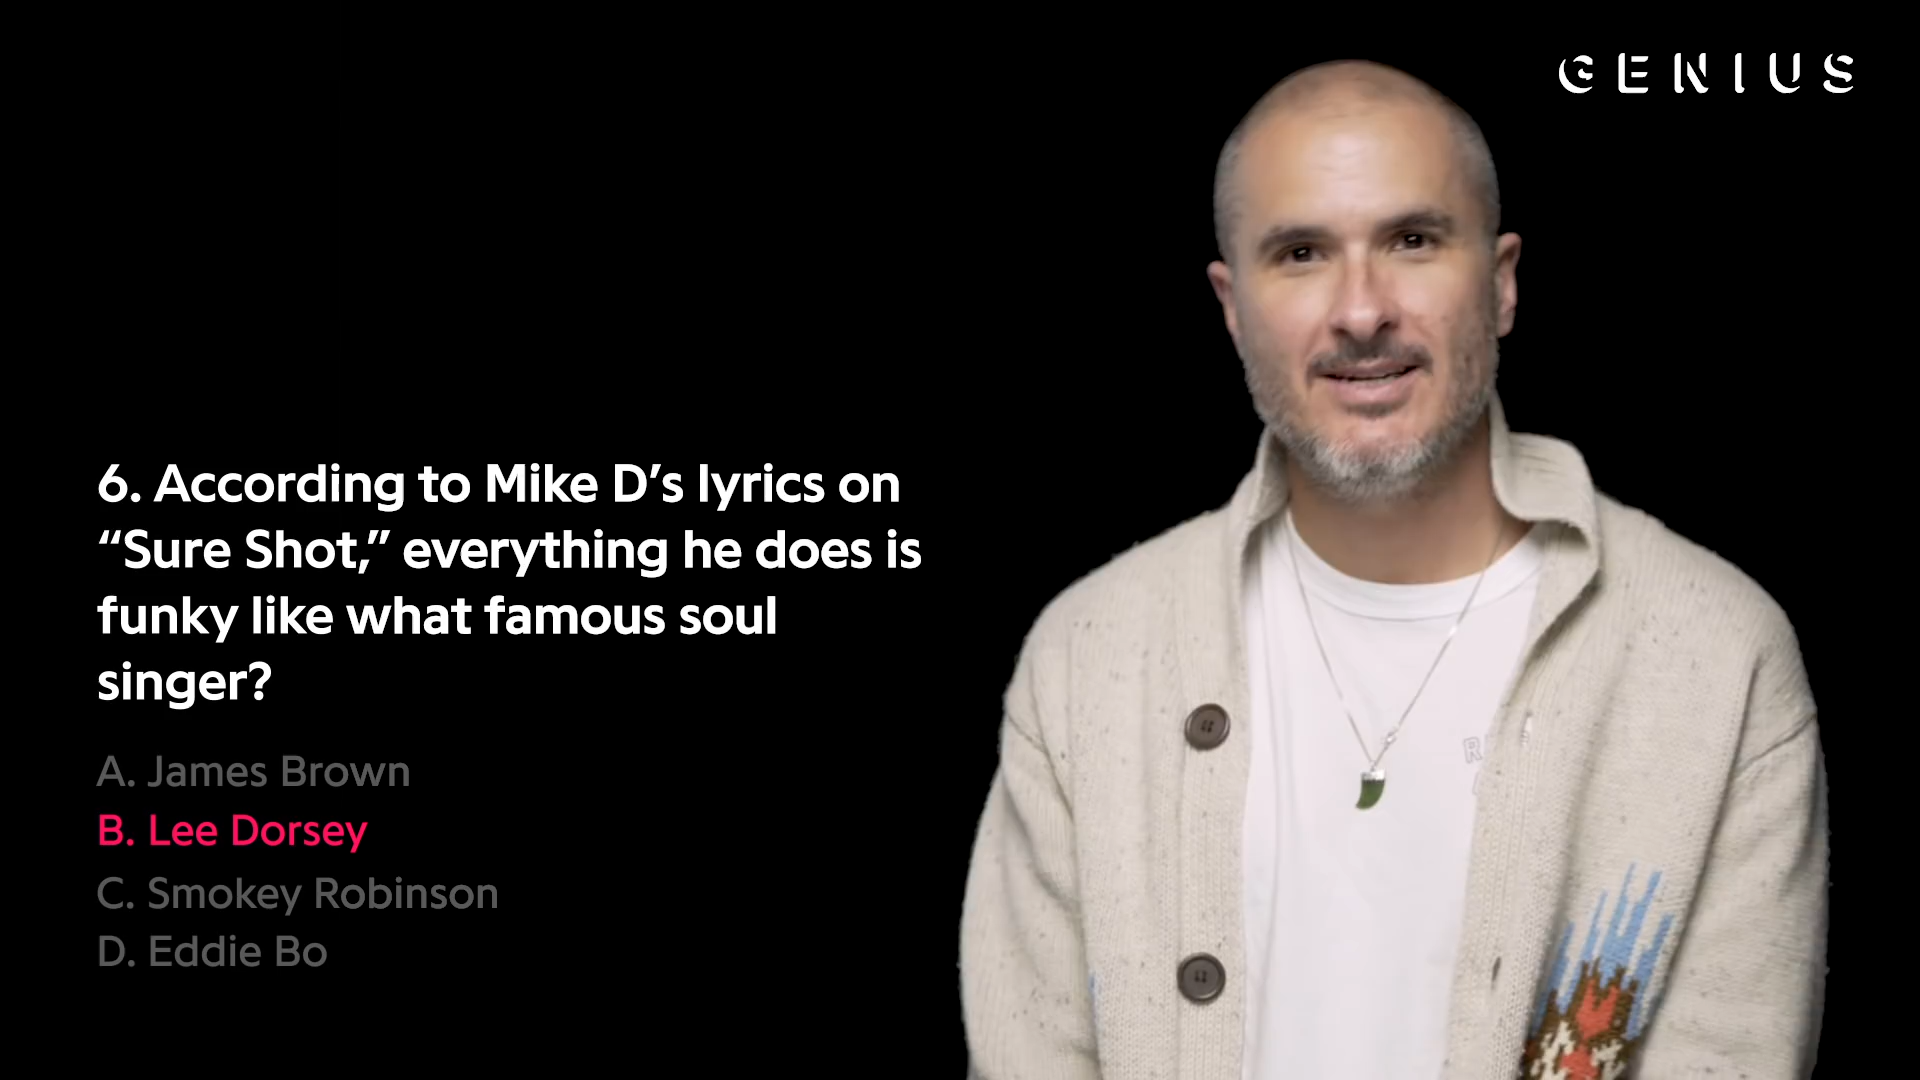 GENIUS
6. According to Mike D’s lyrics on
“Sure Shot,” everything he does is
funky like what famous soul
singer?
A. James Brown
B. Lee Dorsey
C. Smokey Robinson
D. Eddie Bo